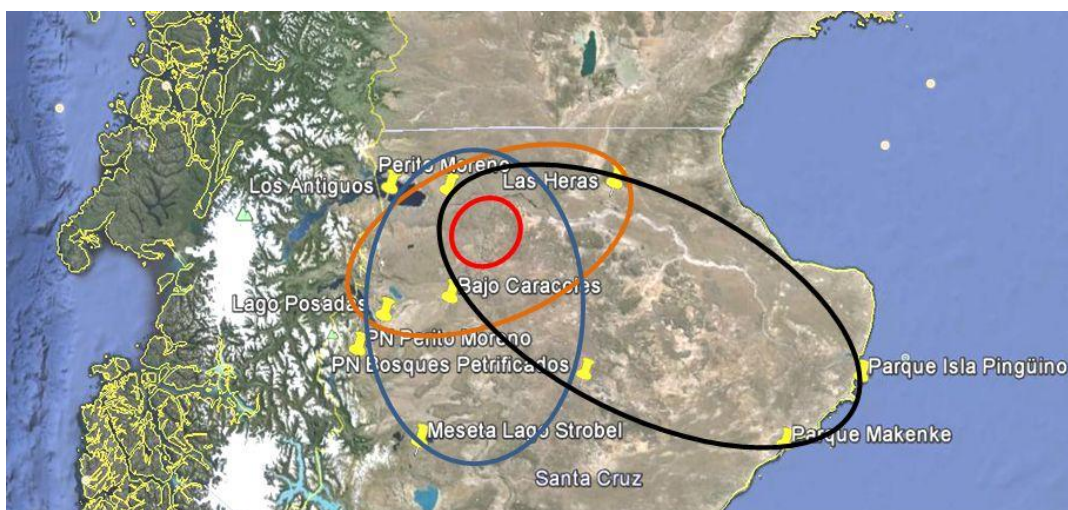 Perito Moreno
Los Antiguos
Las Heras
Bajo Caracoles
Lago Posadas
PN Perito Moreno
PN Bosques Petrificados
Parque Isla Pingüino
Meseta Lago Strobel
Parque Makenke
Santa Cruz